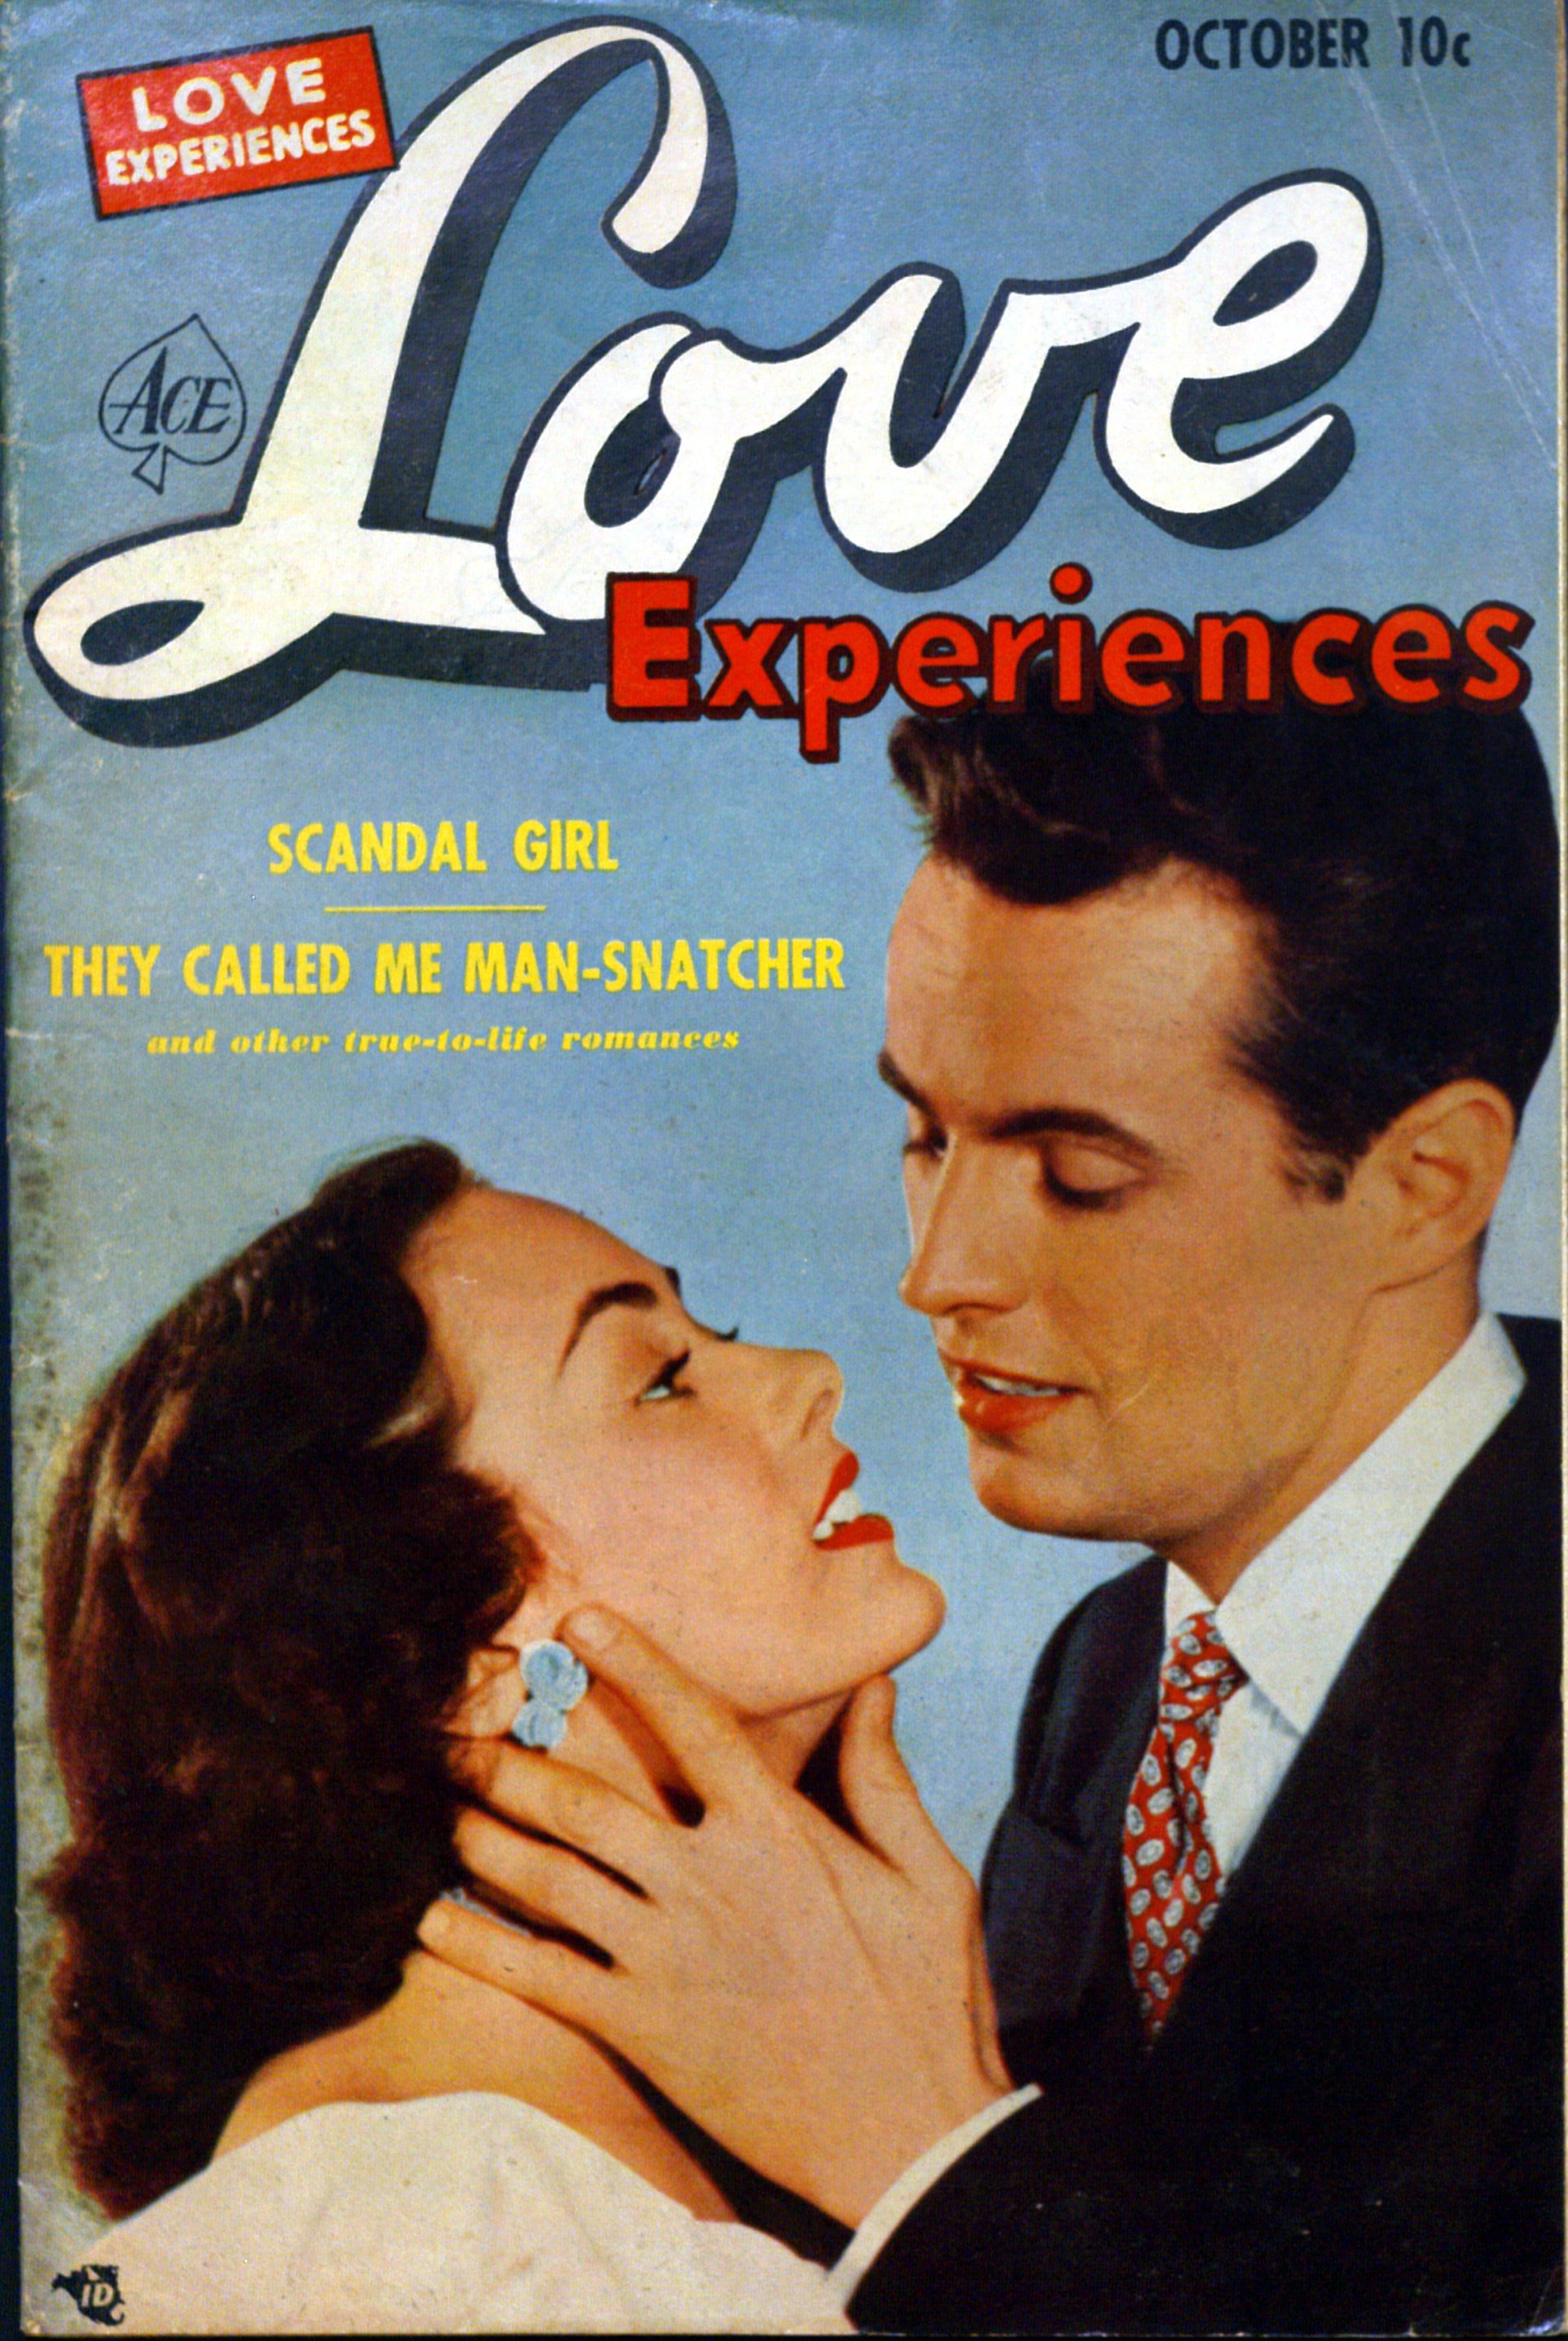 OCTOBER 10c
LOVE
EXPERIENCES
ACE
Love
Experiences
SCANDAL GIRL
THEY CALLED ME MAN-SNATCHER
and other true-to-life romances
ID